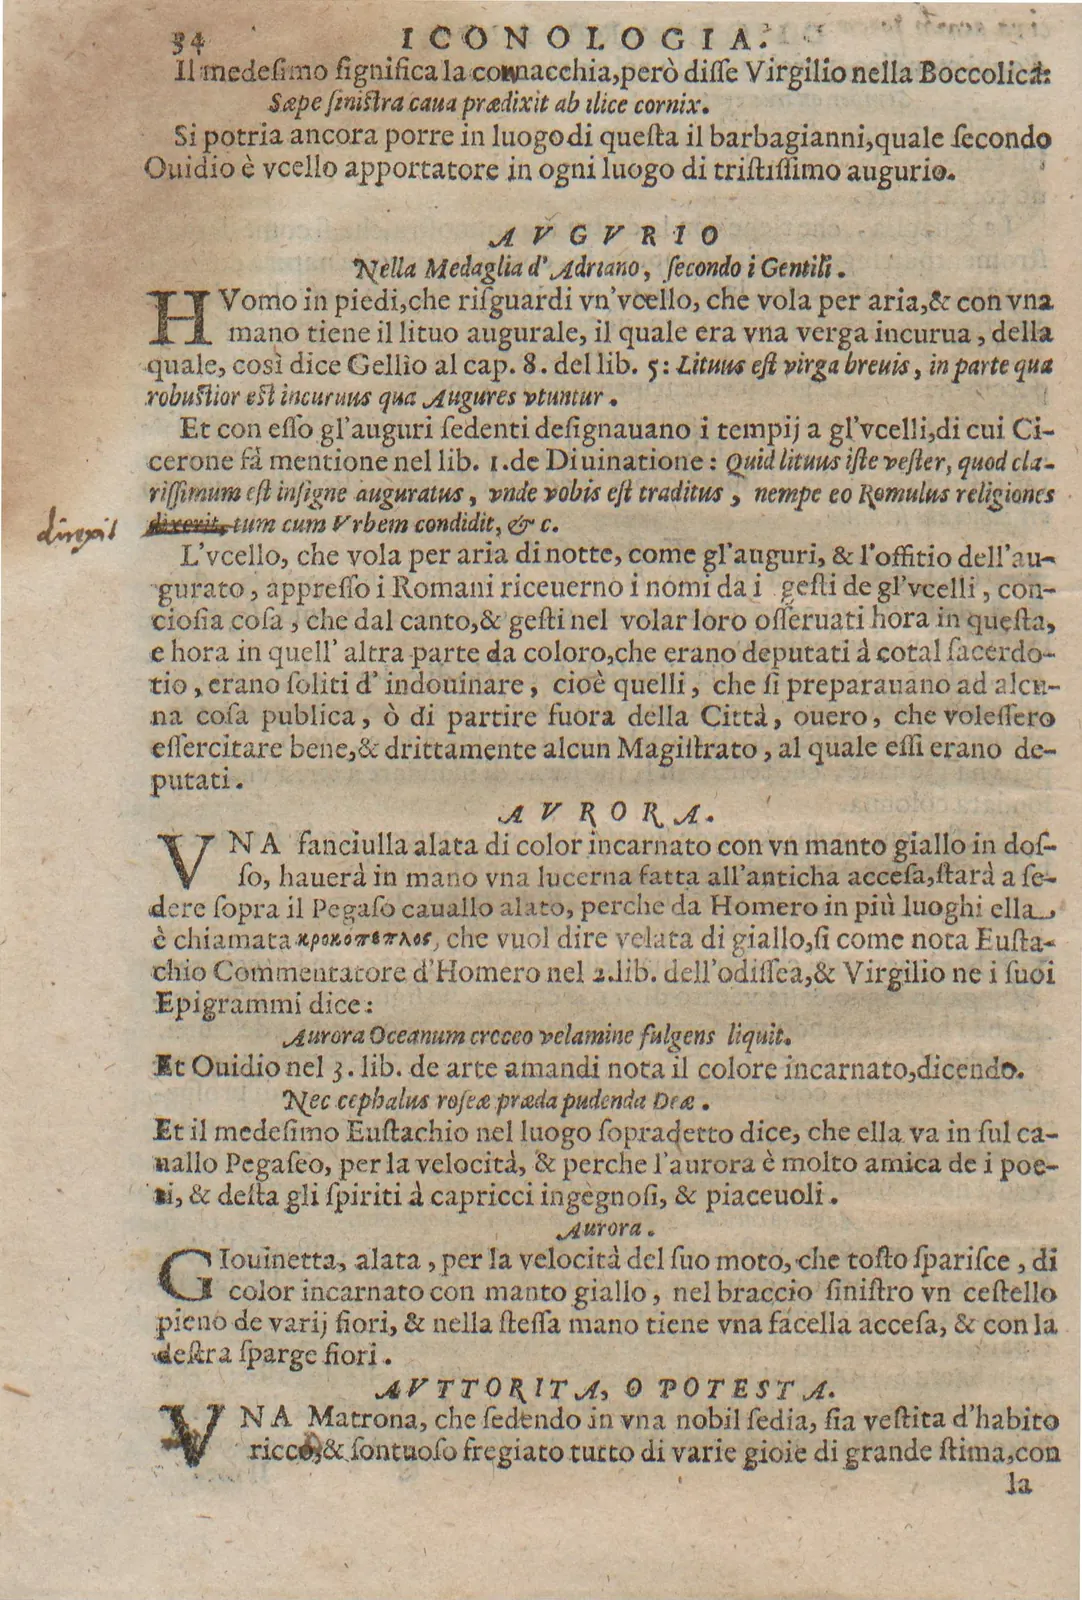 34 ICONOLOGIA.
Il medesimo significa la cornacchia,però disse Virgilio nella Boccolica:
Sæpe sinistra caua prædixit ab ilice cornix.
Si potria ancora porre in luogo di questa il barbagianni,quale secondo
Ouidio è vcello apportatore in ogni luogo di tristissimo augurio.
AVGVRIO
Nella Medaglia d'Adriano, secondo i Gentili.
HVomo in piedi,che risguardi vn'vcello, che vola per aria,& con vna
mano tiene il lituo augurale, il quale era vna verga incurua, della
quale, così dice Gellio al cap. 8. del lib. 5: Lituus est virga breuis, in parte qua
robustior est incuruus qua Augures vtuntur.
Et con esso gl'auguri sedenti designauano i tempij a gl'vcelli,di cui Ci-
cerone fà mentione nel lib. 1.de Diuinatione: Quid lituus iste vester, quod cla-
rissimum est insigne auguratus, vnde vobis est traditus, nempe eo Romulus religiones
direxit direxerit, tum cum Vrbem condidit, & c.
L'vcello, che vola per aria di notte, come gl'auguri, & l'offitio dell'au-
gurato, appresso i Romani riceuerno i nomi da i gesti de gl'vcelli, con-
ciosia cosa, che dal canto,& gesti nel volar loro osseruati hora in questa,
e hora in quell' altra parte da coloro,che erano deputati à cotal sacerdo-
tio, erano soliti d' indouinare, cioè quelli, che si preparauano ad alcu-
na cosa publica, ò di partire fuora della Città, ouero, che volessero
essercitare bene,& drittamente alcun Magistrato, al quale essi erano de-
putati.
AVRORA.
VNA fanciulla alata di color incarnato con vn manto giallo in dos-
so, hauerà in mano vna lucerna fatta all'anticha accesa,starà a se-
dere sopra il Pegaso cauallo alato, perche da Homero in più luoghi ella
è chiamata κροκόπεπλος, che vuol dire velata di giallo,si come nota Eusta-
chio Commentatore d'Homero nel 2.lib. dell'odissea,& Virgilio ne i suoi
Epigrammi dice:
Aurora Oceanum croceo velamine fulgens liquit.
Et Ouidio nel 3. lib. de arte amandi nota il colore incarnato,dicendo.
Nec cephalus roseæ præda pudenda Deæ.
Et il medesimo Eustachio nel luogo sopradetto dice, che ella va in sul ca-
uallo Pegaseo, per la velocità, & perche l'aurora è molto amica de i poe-
ti, & desta gli spiriti à capricci ingegnosi, & piaceuoli.
Aurora.
GIouinetta, alata, per la velocità del suo moto, che tosto sparisce, di
color incarnato con manto giallo, nel braccio sinistro vn cestello
pieno de varij fiori, & nella stessa mano tiene vna facella accesa, & con la
destra sparge fiori.
AVTTORITA, O POTESTA.
VNA Matrona, che sedendo in vna nobil sedia, sia vestita d'habito
ricco,& sontuoso fregiato tutto di varie gioie di grande stima,con
la